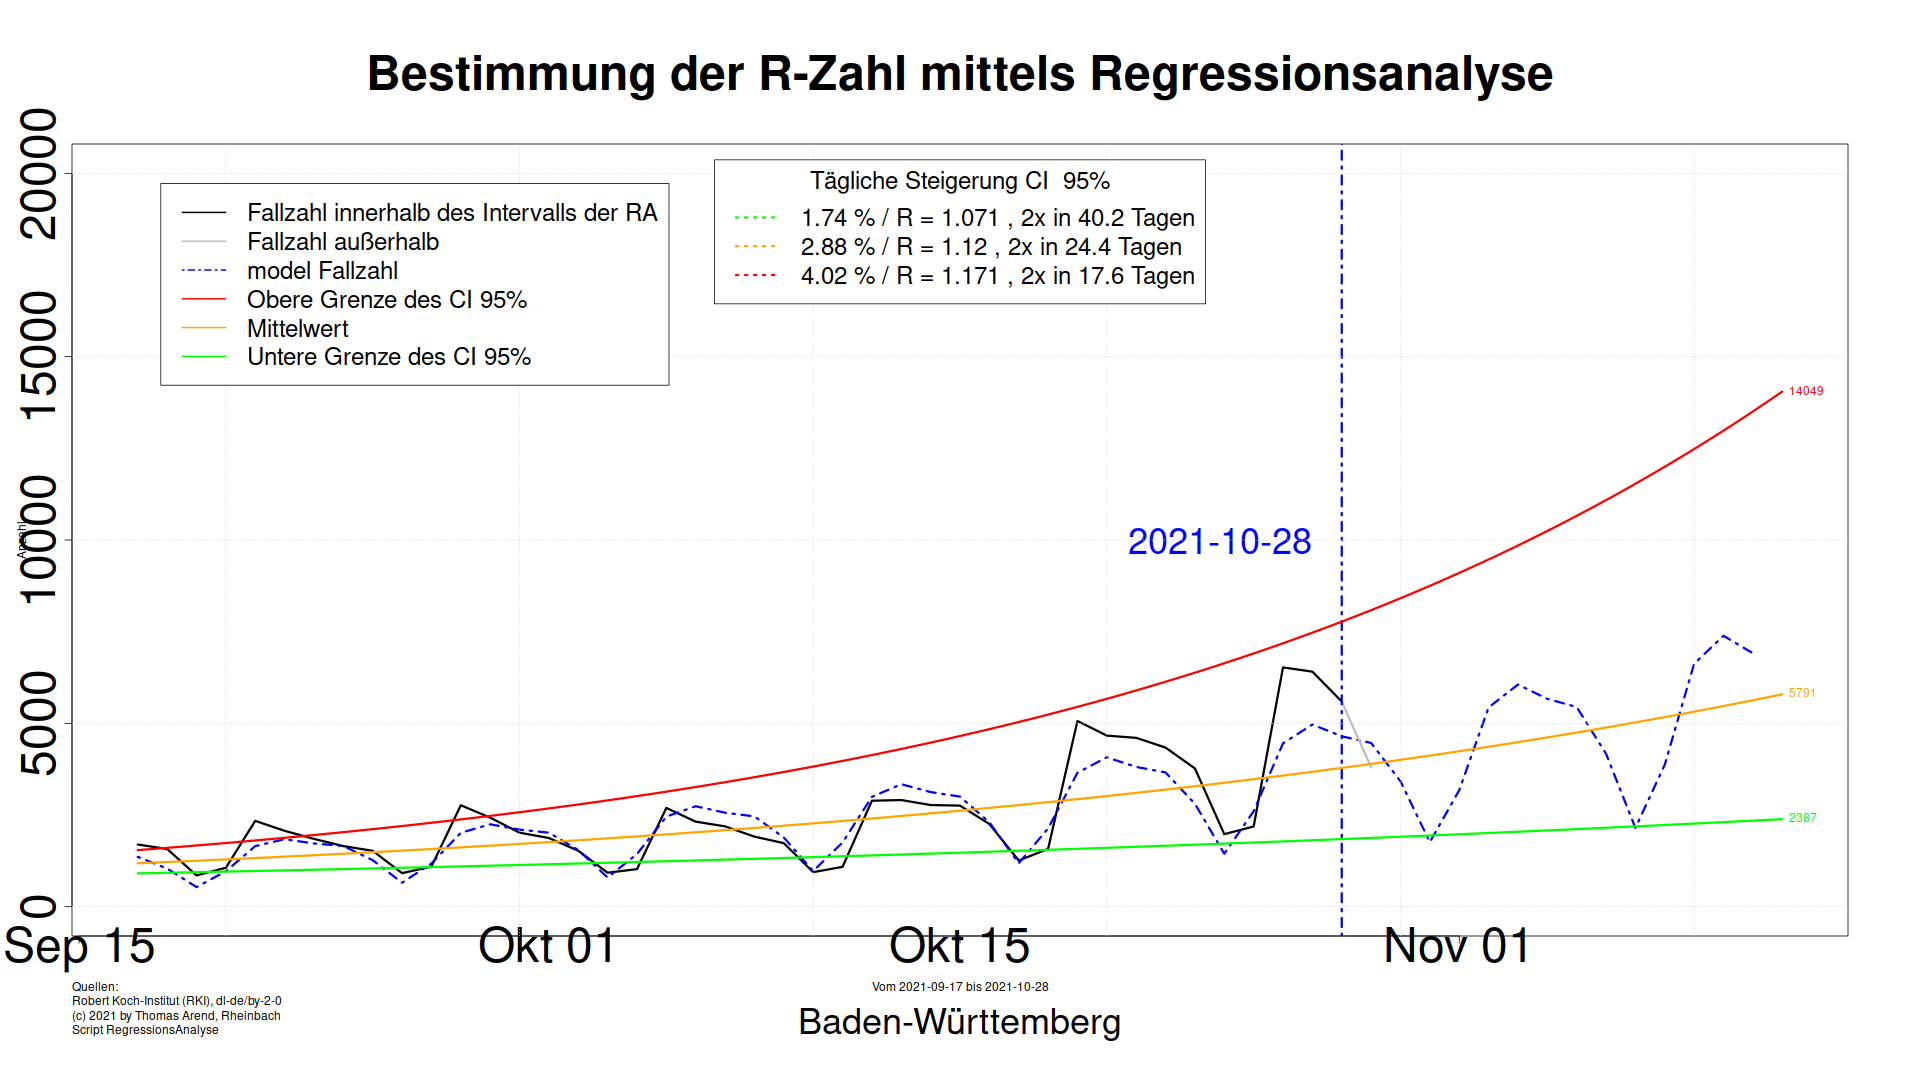 Bestimmung der R-Zahl mittels Regressionsanalyse
Tägliche Steigerung CI  95%
1.74 % / R = 1.071 , 2x in 40.2 Tagen
2.88 % / R = 1.12 , 2x in 24.4 Tagen
4.02 % / R = 1.171 , 2x in 17.6 Tagen
Fallzahl innerhalb des Intervalls der RA
Fallzahl außerhalb
model Fallzahl
Obere Grenze des CI 95%
Mittelwert
Untere Grenze des CI 95%
20000
15000
10000
5000
0
Anzahl
14049
2021-10-28
5791
2387
Sep 15
Okt 01
Okt 15
Nov 01
Quellen:
Robert Koch-Institut (RKI), dl-de/by-2-0
(c) 2021 by Thomas Arend, Rheinbach
Script RegressionsAnalyse
Vom 2021-09-17 bis 2021-10-28
Baden-Württemberg